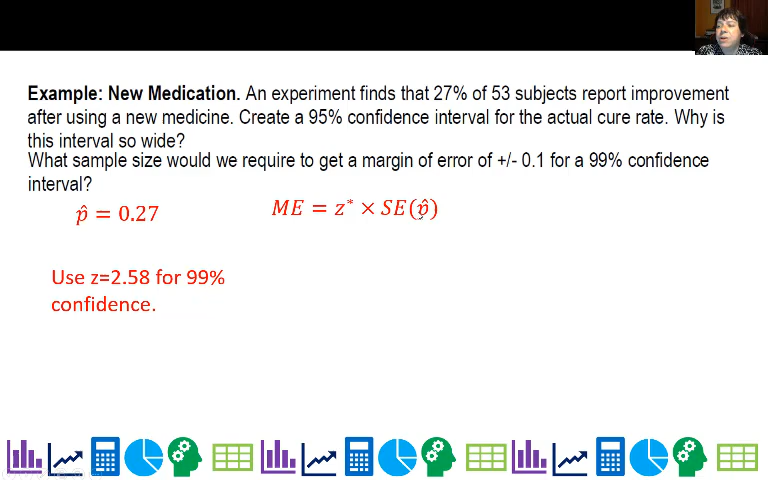 Example: New Medication. An experiment finds that 27% of 53 subjects report improvement
after using a new medicine. Create a 95% confidence interval for the actual cure rate. Why is
this interval so wide?
What sample size would we require to get a margin of error of +/- 0.1 for a 99% confidence
interval?
p̂ = 0.27
ME = z* × SE(p̂)
Use z=2.58 for 99%
confidence.